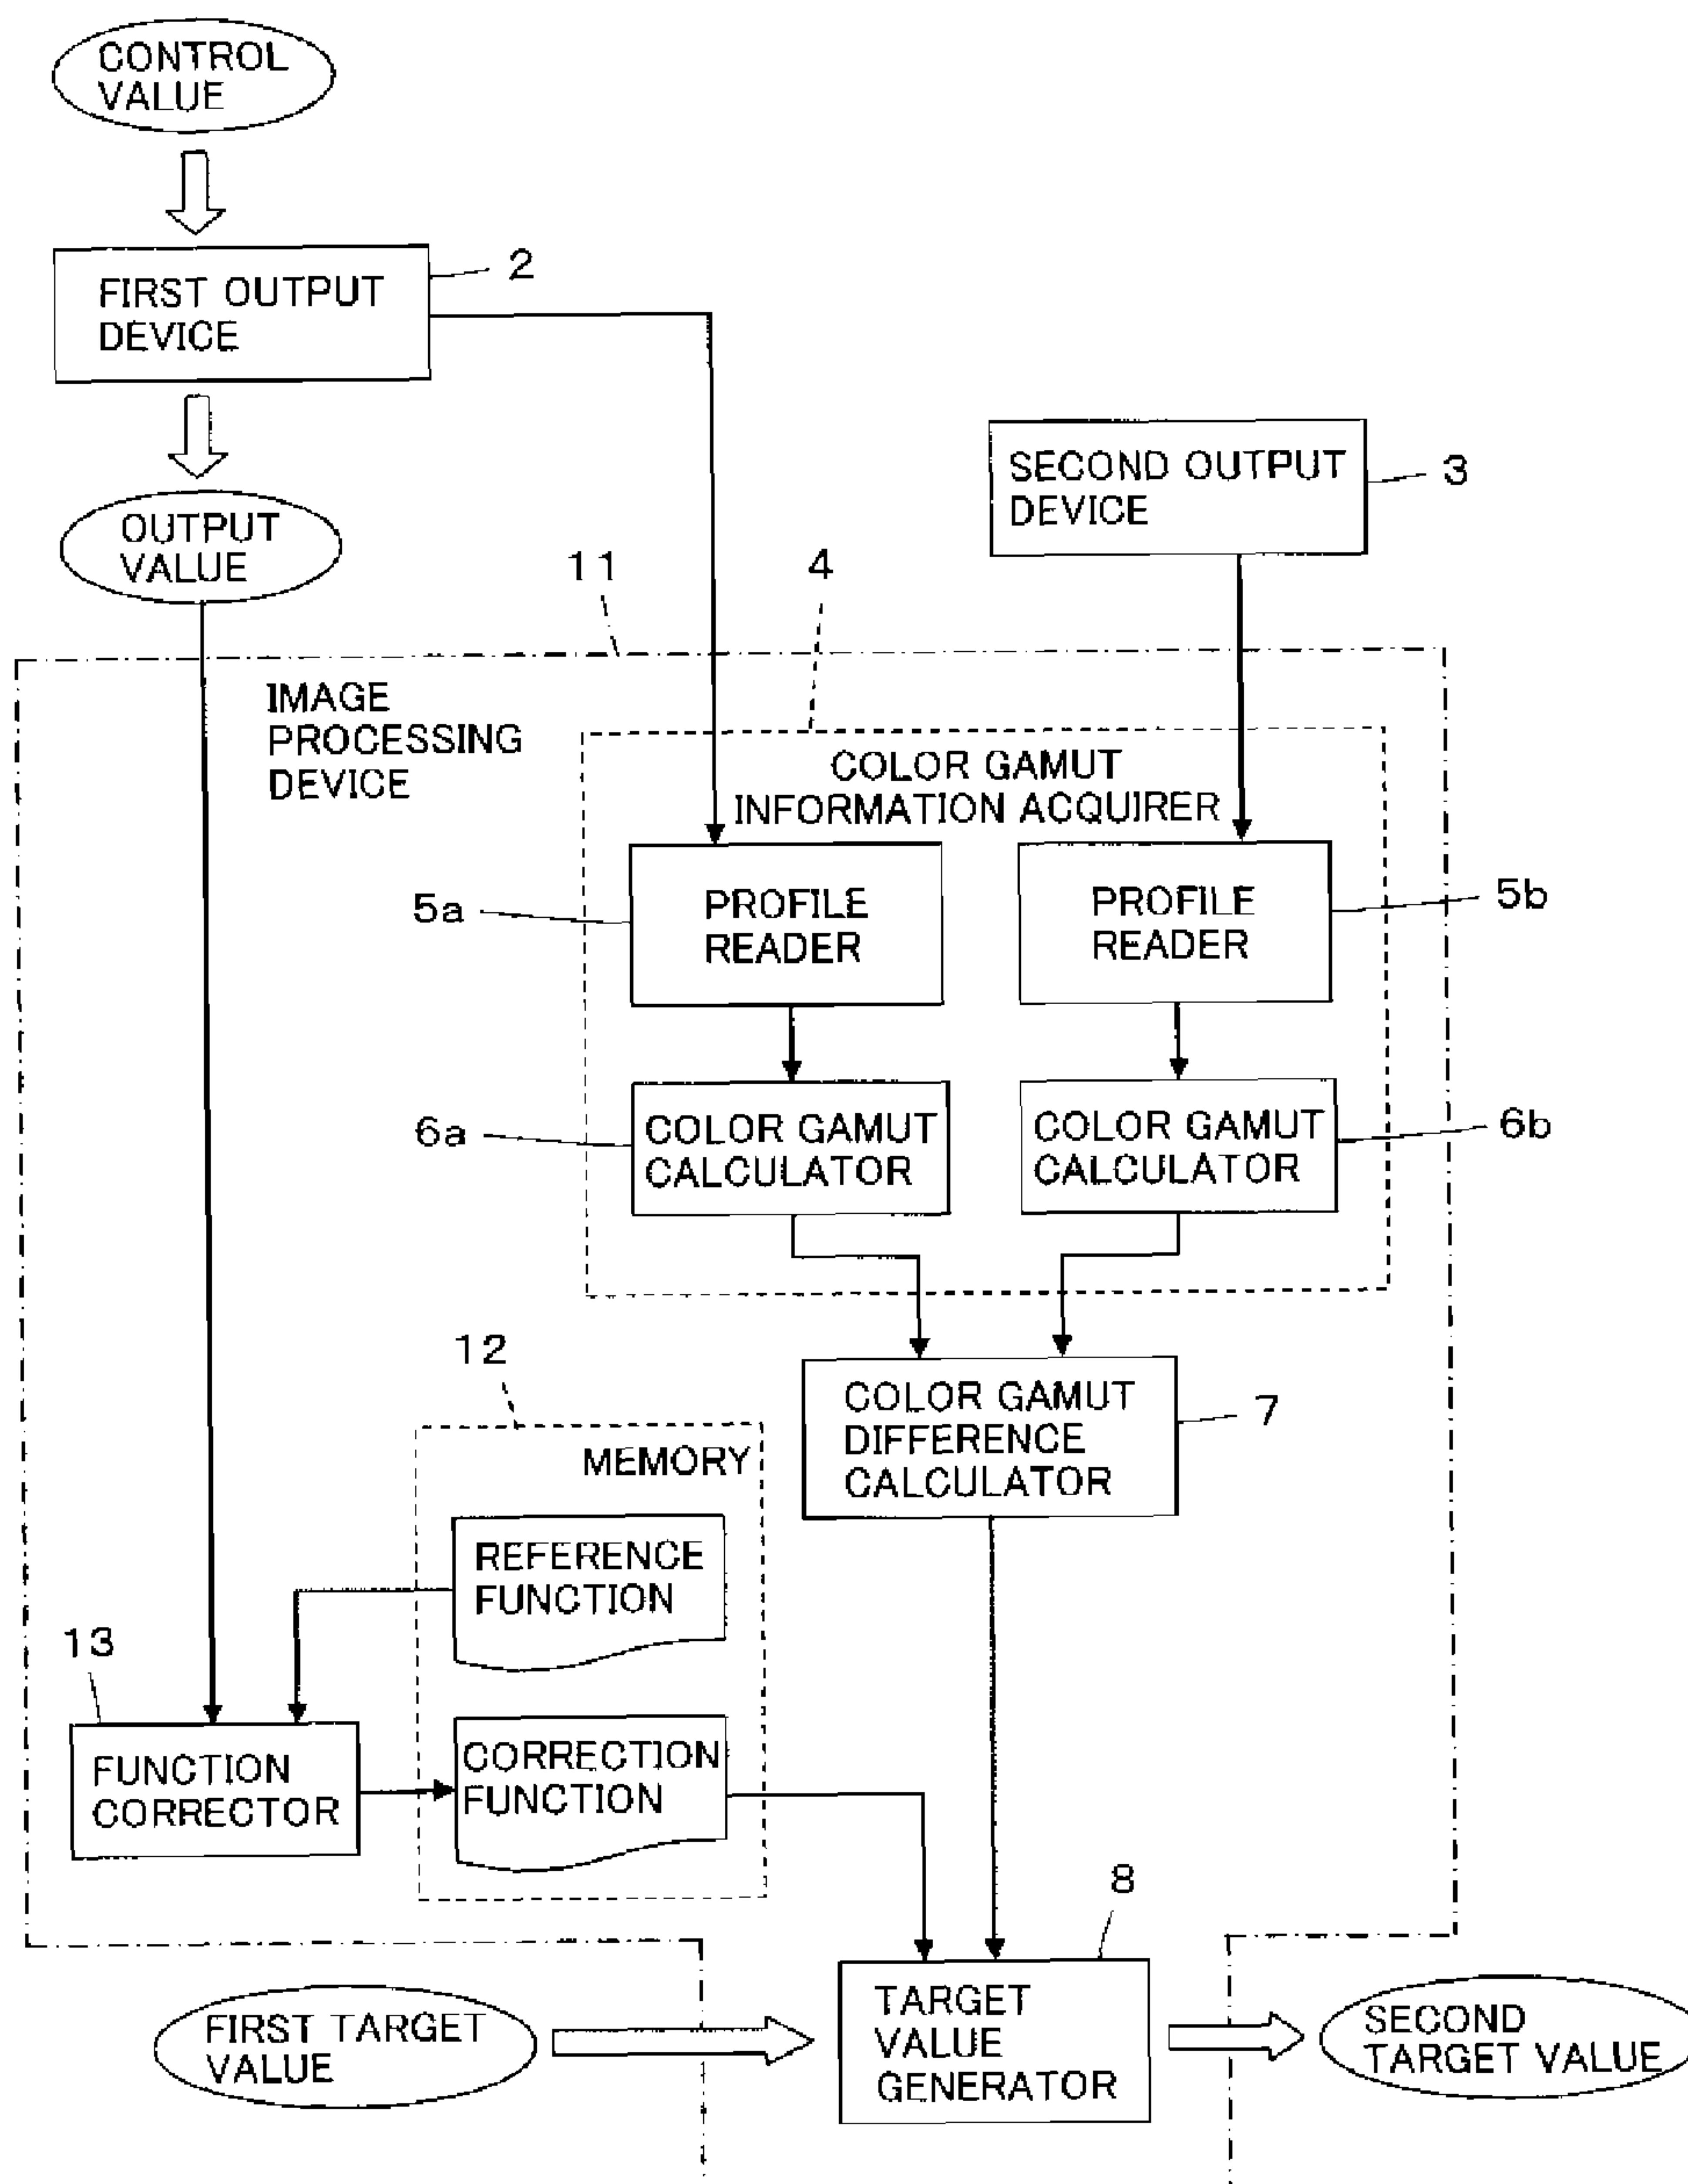 CONTROL
VALUE
FIRST OUTPUT
DEVICE
2
SECOND OUTPUT
DEVICE
3
OUTPUT
VALUE
11
4
IMAGE
PROCESSING
DEVICE
COLOR GAMUT
INFORMATION ACQUIRER
5a
PROFILE
READER
PROFILE
READER
5b
6a
COLOR GAMUT
CALCULATOR
COLOR GAMUT
CALCULATOR
6b
12
COLOR GAMUT
DIFFERENCE
CALCULATOR
7
MEMORY
REFERENCE
FUNCTION
13
FUNCTION
CORRECTOR
CORRECTION
FUNCTION
8
FIRST TARGET
VALUE
TARGET
VALUE
GENERATOR
SECOND
TARGET VALUE